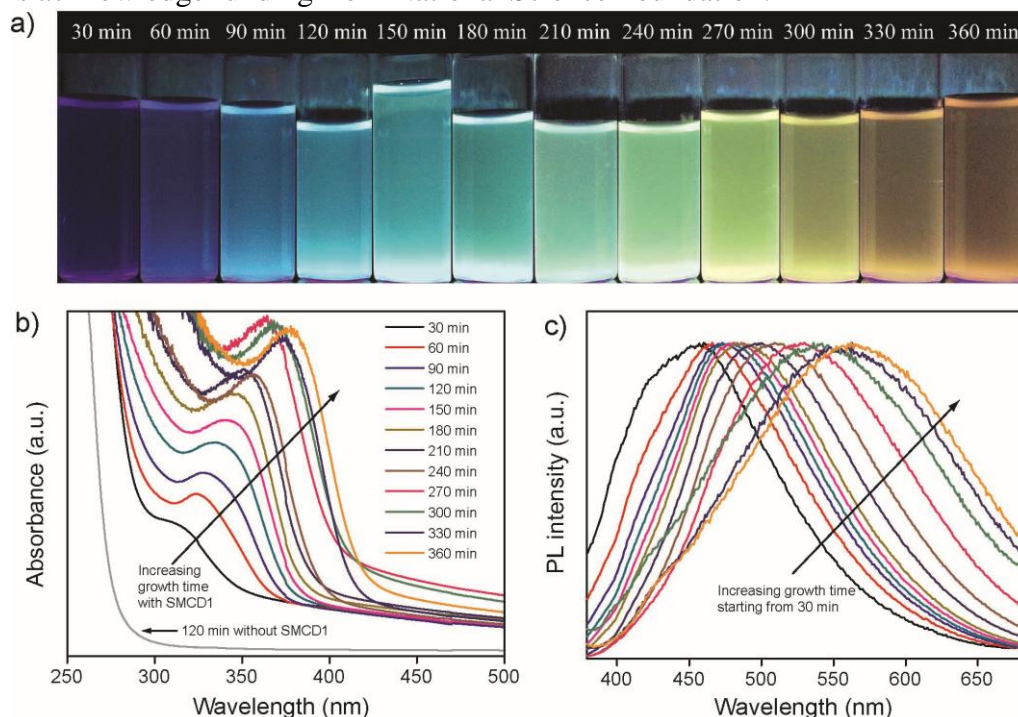 a)
30 min 60 min 90 min 120 min 150 min 180 min 210 min 240 min 270 min 300 min 330 min 360 min
b)
Absorbance (a.u.)
30 min
60 min
90 min
120 min
150 min
180 min
210 min
240 min
270 min
300 min
330 min
360 min
Increasing
growth time
with SMCD1
120 min without SMCD1
250 300 350 400 450 500
Wavelength (nm)
c)
PL intensity (a.u.)
Increasing growth time
starting from 30 min
400 450 500 550 600 650
Wavelength (nm)